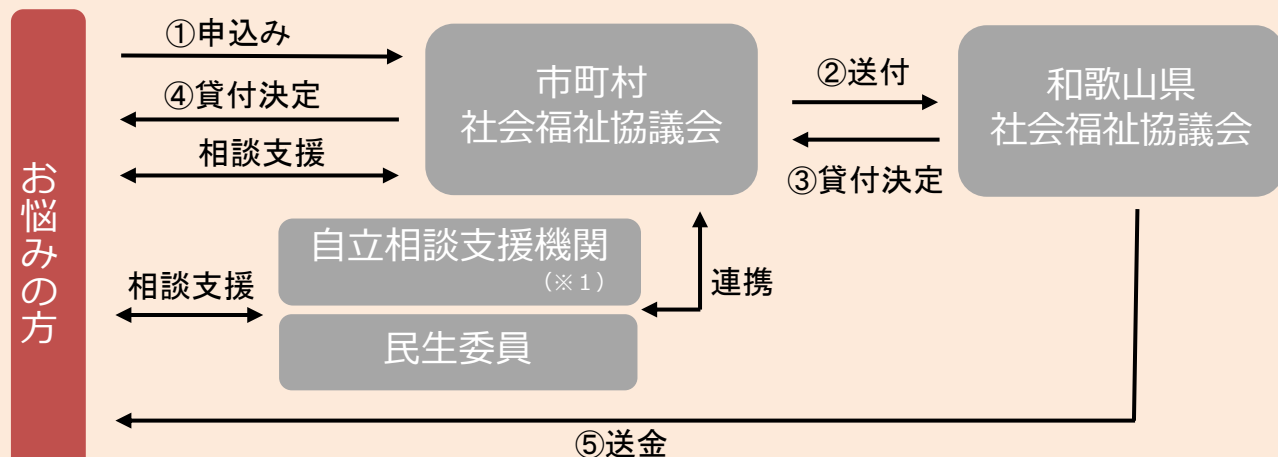 お悩みの方
①申込み
④貸付決定
相談支援
市町村
社会福祉協議会
②送付
③貸付決定
和歌山県
社会福祉協議会
相談支援
自立相談支援機関
（※１）
民生委員
連携
⑤送金